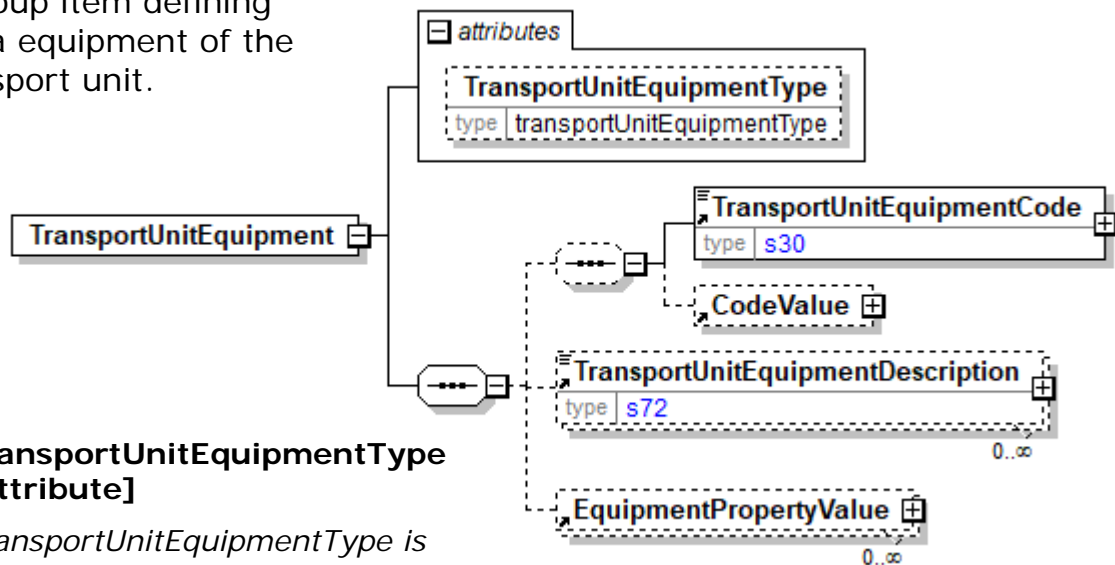 oup item defining
a equipment of the
sport unit.
attributes
TransportUnitEquipmentType
type transportUnitEquipmentType
TransportUnitEquipment
TransportUnitEquipmentCode
type s30
CodeValue
TransportUnitEquipmentDescription
type s72
0..∞
EquipmentPropertyValue
0..∞
ansportUnitEquipmentType
ttribute]
ansportUnitEquipmentType is